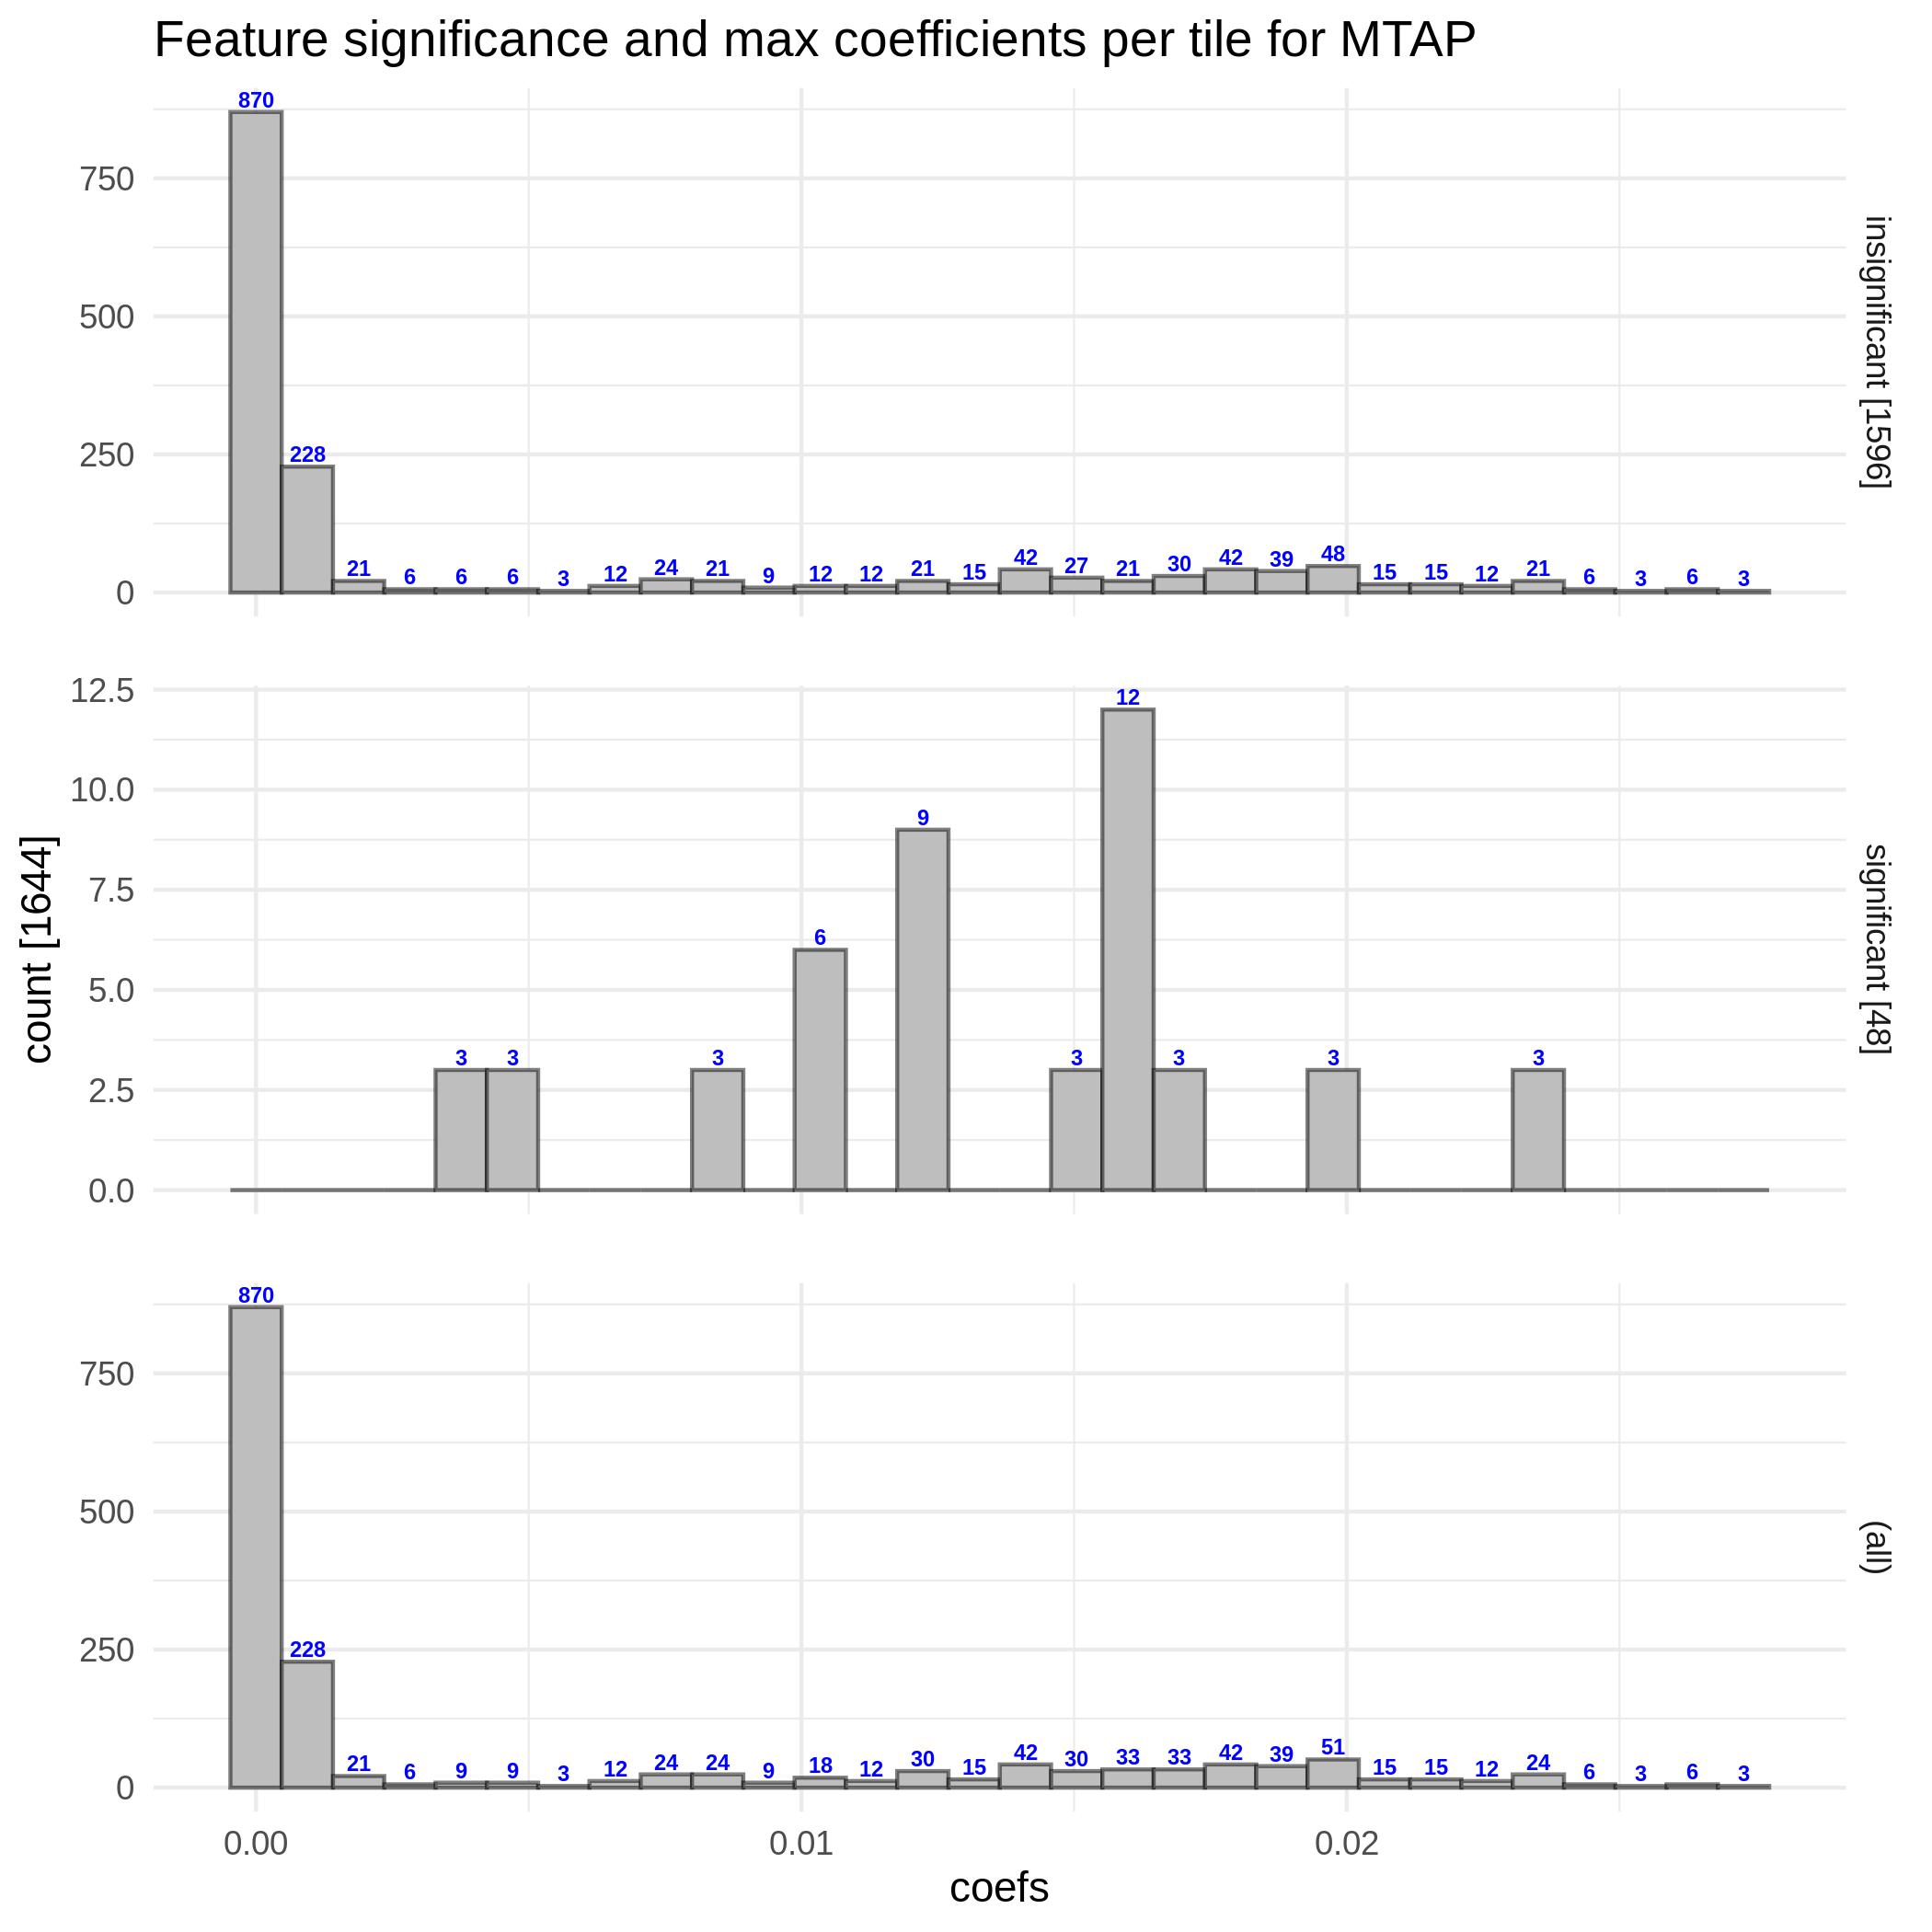 Feature significance and max coefficients per tile for MTAP
870
750
500
250
228
21 6 6 6 3 12 24 21 9 12 12 21 15 42 27 21 30 42 39 48 15 15 12 21 6 3 6 3
0
insignificant [1596]
12.5
12
10.0
9
7.5
6
5.0
3 3 3 3 3 3 3
2.5
0.0
significant [48]
count [1644]
870
750
500
250
228
21 6 9 9 3 12 24 24 9 18 12 30 15 42 30 33 33 42 39 51 15 15 12 24 6 3 6 3
0
(all)
0.00 0.01 0.02
coefs